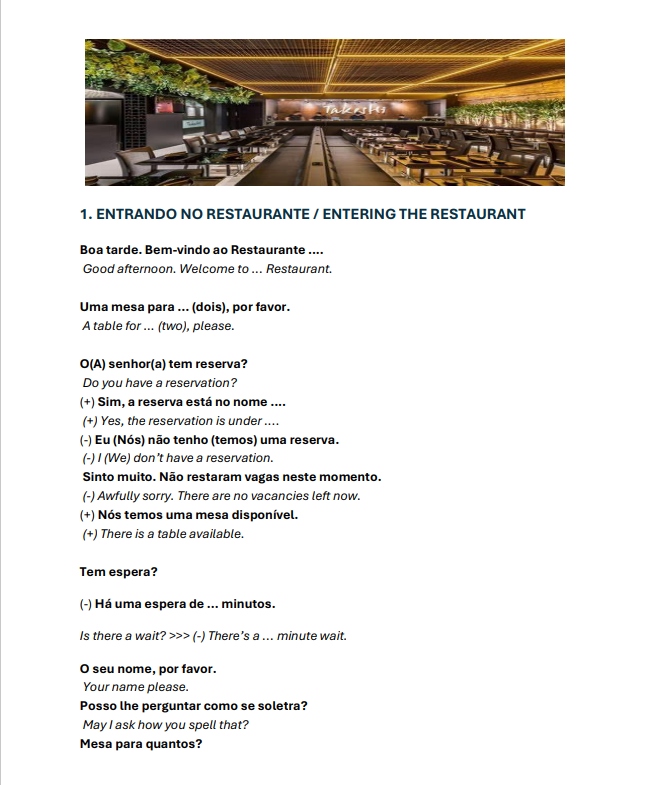 Takashi
1. ENTRANDO NO RESTAURANTE / ENTERING THE RESTAURANT
Boa tarde. Bem-vindo ao Restaurante ....
Good afternoon. Welcome to ... Restaurant.
Uma mesa para ... (dois), por favor.
A table for ... (two), please.
O(A) senhor(a) tem reserva?
Do you have a reservation?
(+) Sim, a reserva está no nome ....
(+) Yes, the reservation is under ....
(-) Eu (Nós) não tenho (temos) uma reserva.
(-) I (We) don’t have a reservation.
Sinto muito. Não restaram vagas neste momento.
(-) Awfully sorry. There are no vacancies left now.
(+) Nós temos uma mesa disponível.
(+) There is a table available.
Tem espera?
(-) Há uma espera de ... minutos.
Is there a wait? >>> (-) There’s a ... minute wait.
O seu nome, por favor.
Your name please.
Posso lhe perguntar como se soletra?
May I ask how you spell that?
Mesa para quantos?